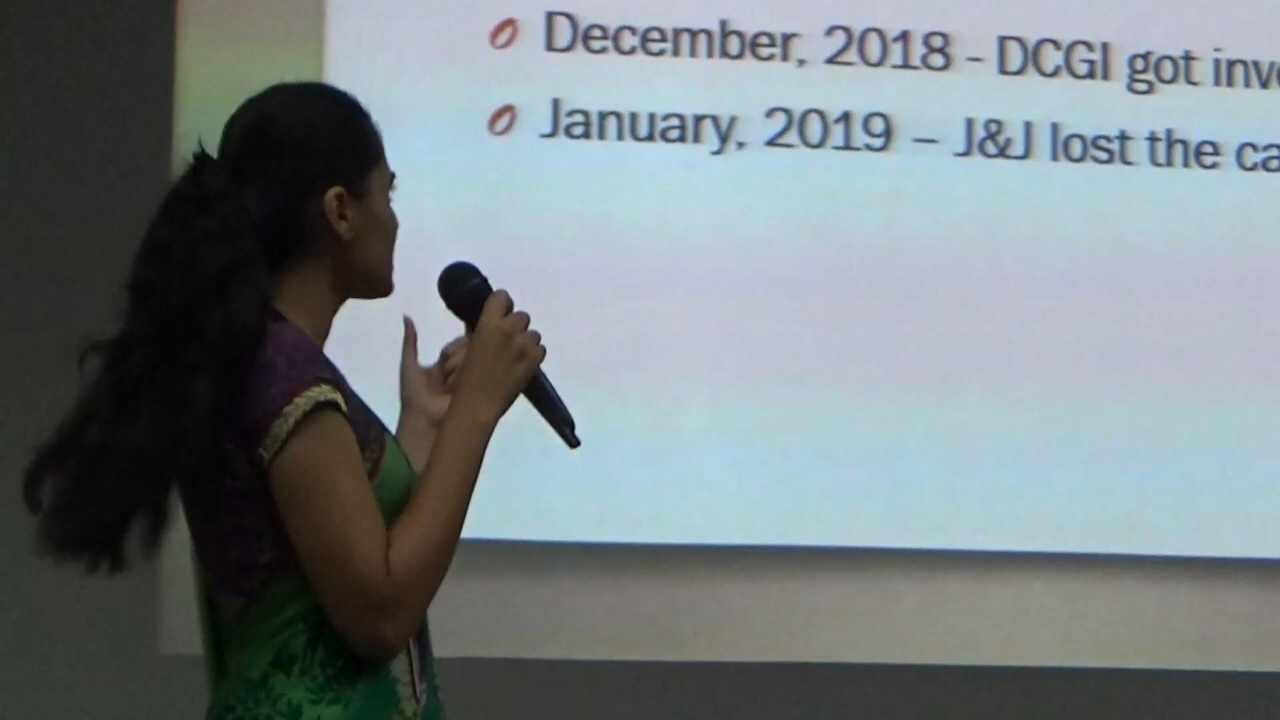 December, 2018 - DCGI got
January, 2019 – J&J lost the